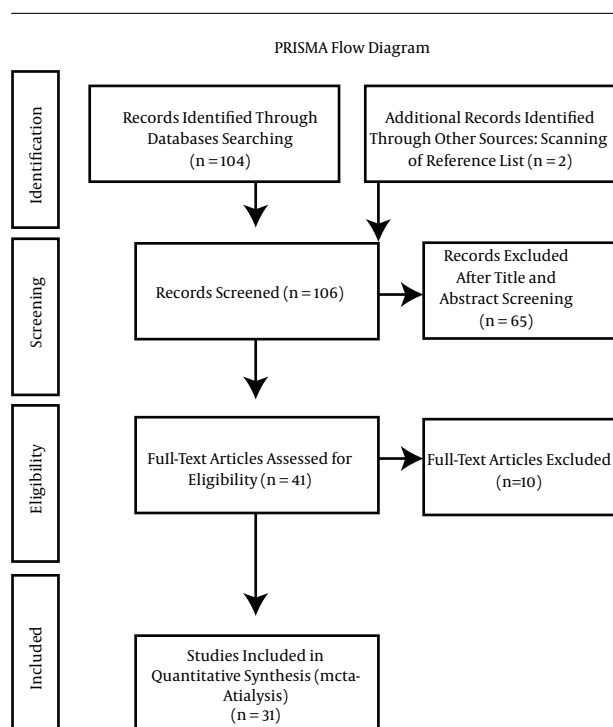 PRISMA Flow Diagram
Identification
Records Identified Through
Databases Searching
(n = 104)
Additional Records Identified
Through Other Sources: Scanning
of Reference List (n = 2)
Screening
Records Screened (n = 106)
Records Excluded
After Title and
Abstract Screening
(n = 65)
Eligibility
Full-Text Articles Assessed for
Eligibility (n = 41)
Full-Text Articles Excluded
(n=10)
Included
Studies Included in
Quantitative Synthesis (mcta-
Atialysis)
(n = 31)